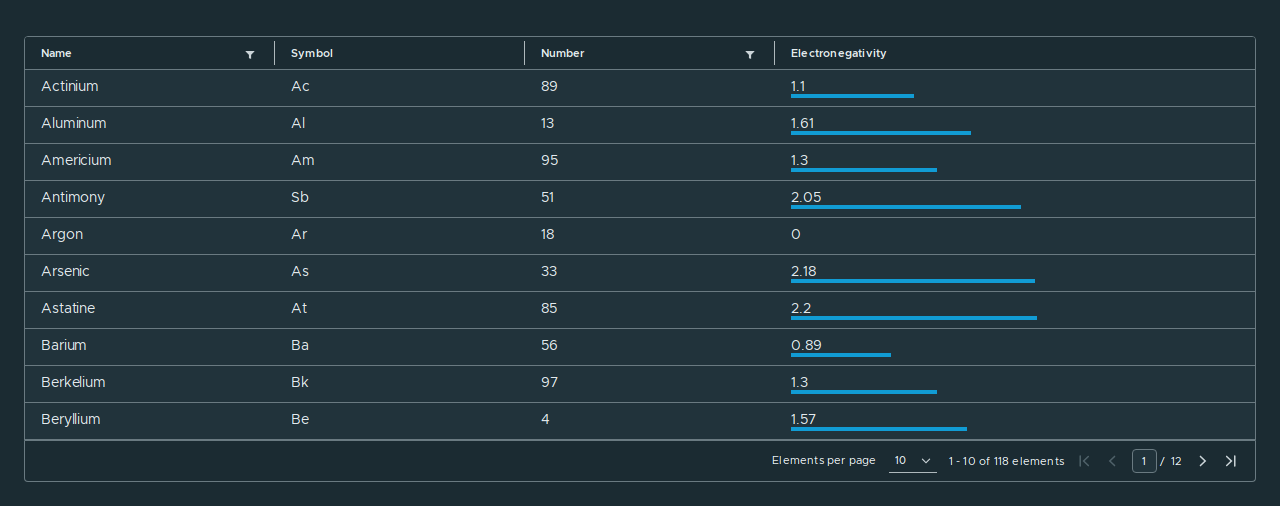 Name Symbol Number Electronegativity
Actinium Ac 89 1.1
Aluminum Al 13 1.61
Americium Am 95 1.3
Antimony Sb 51 2.05
Argon Ar 18 0
Arsenic As 33 2.18
Astatine At 85 2.2
Barium Ba 56 0.89
Berkelium Bk 97 1.3
Beryllium Be 4 1.57
Elements per page 10 1 - 10 of 118 elements 1 / 12